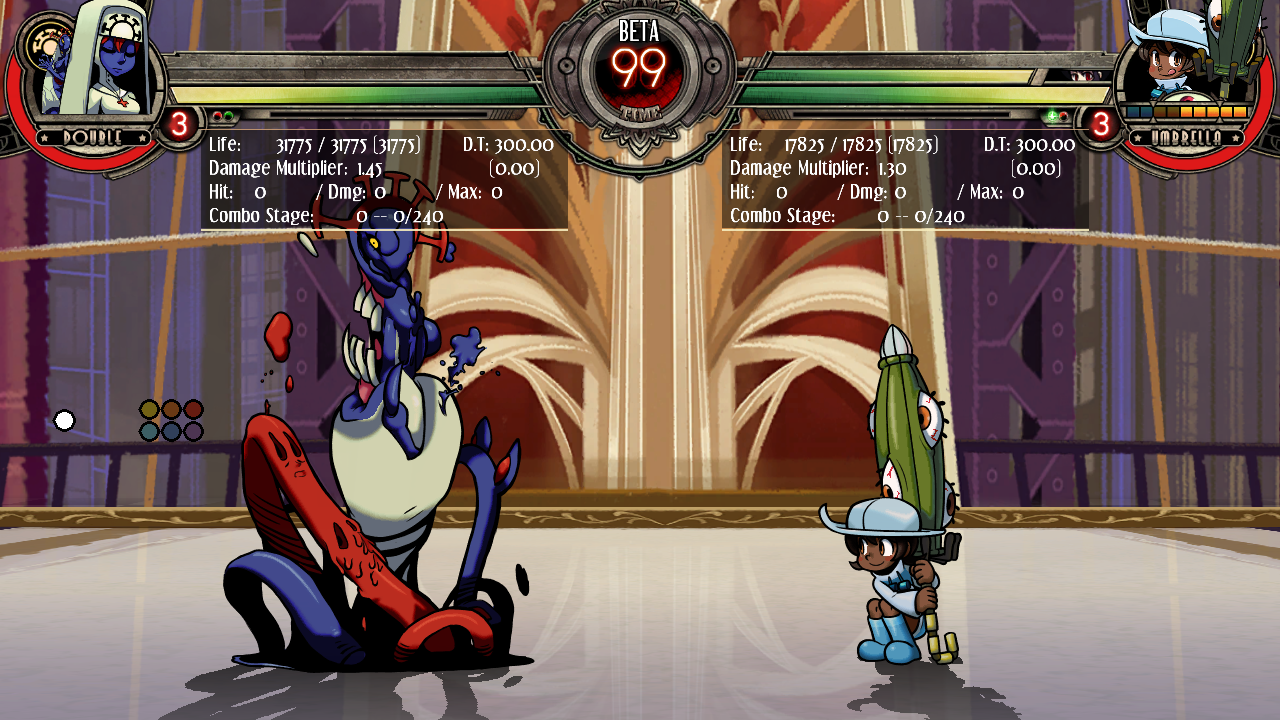 BETA
99
TIME
DOUBLE
3
3
UMBRELLA
Life: 31775 / 31775 (31775) D.T: 300.00
Damage Multiplier: 1.45 (0.00)
Hit: 0 / Dmg: 0 / Max: 0
Combo Stage: 0 -- 0/240
Life: 17825 / 17825 (17825) D.T: 300.00
Damage Multiplier: 1.30 (0.00)
Hit: 0 / Dmg: 0 / Max: 0
Combo Stage: 0 -- 0/240